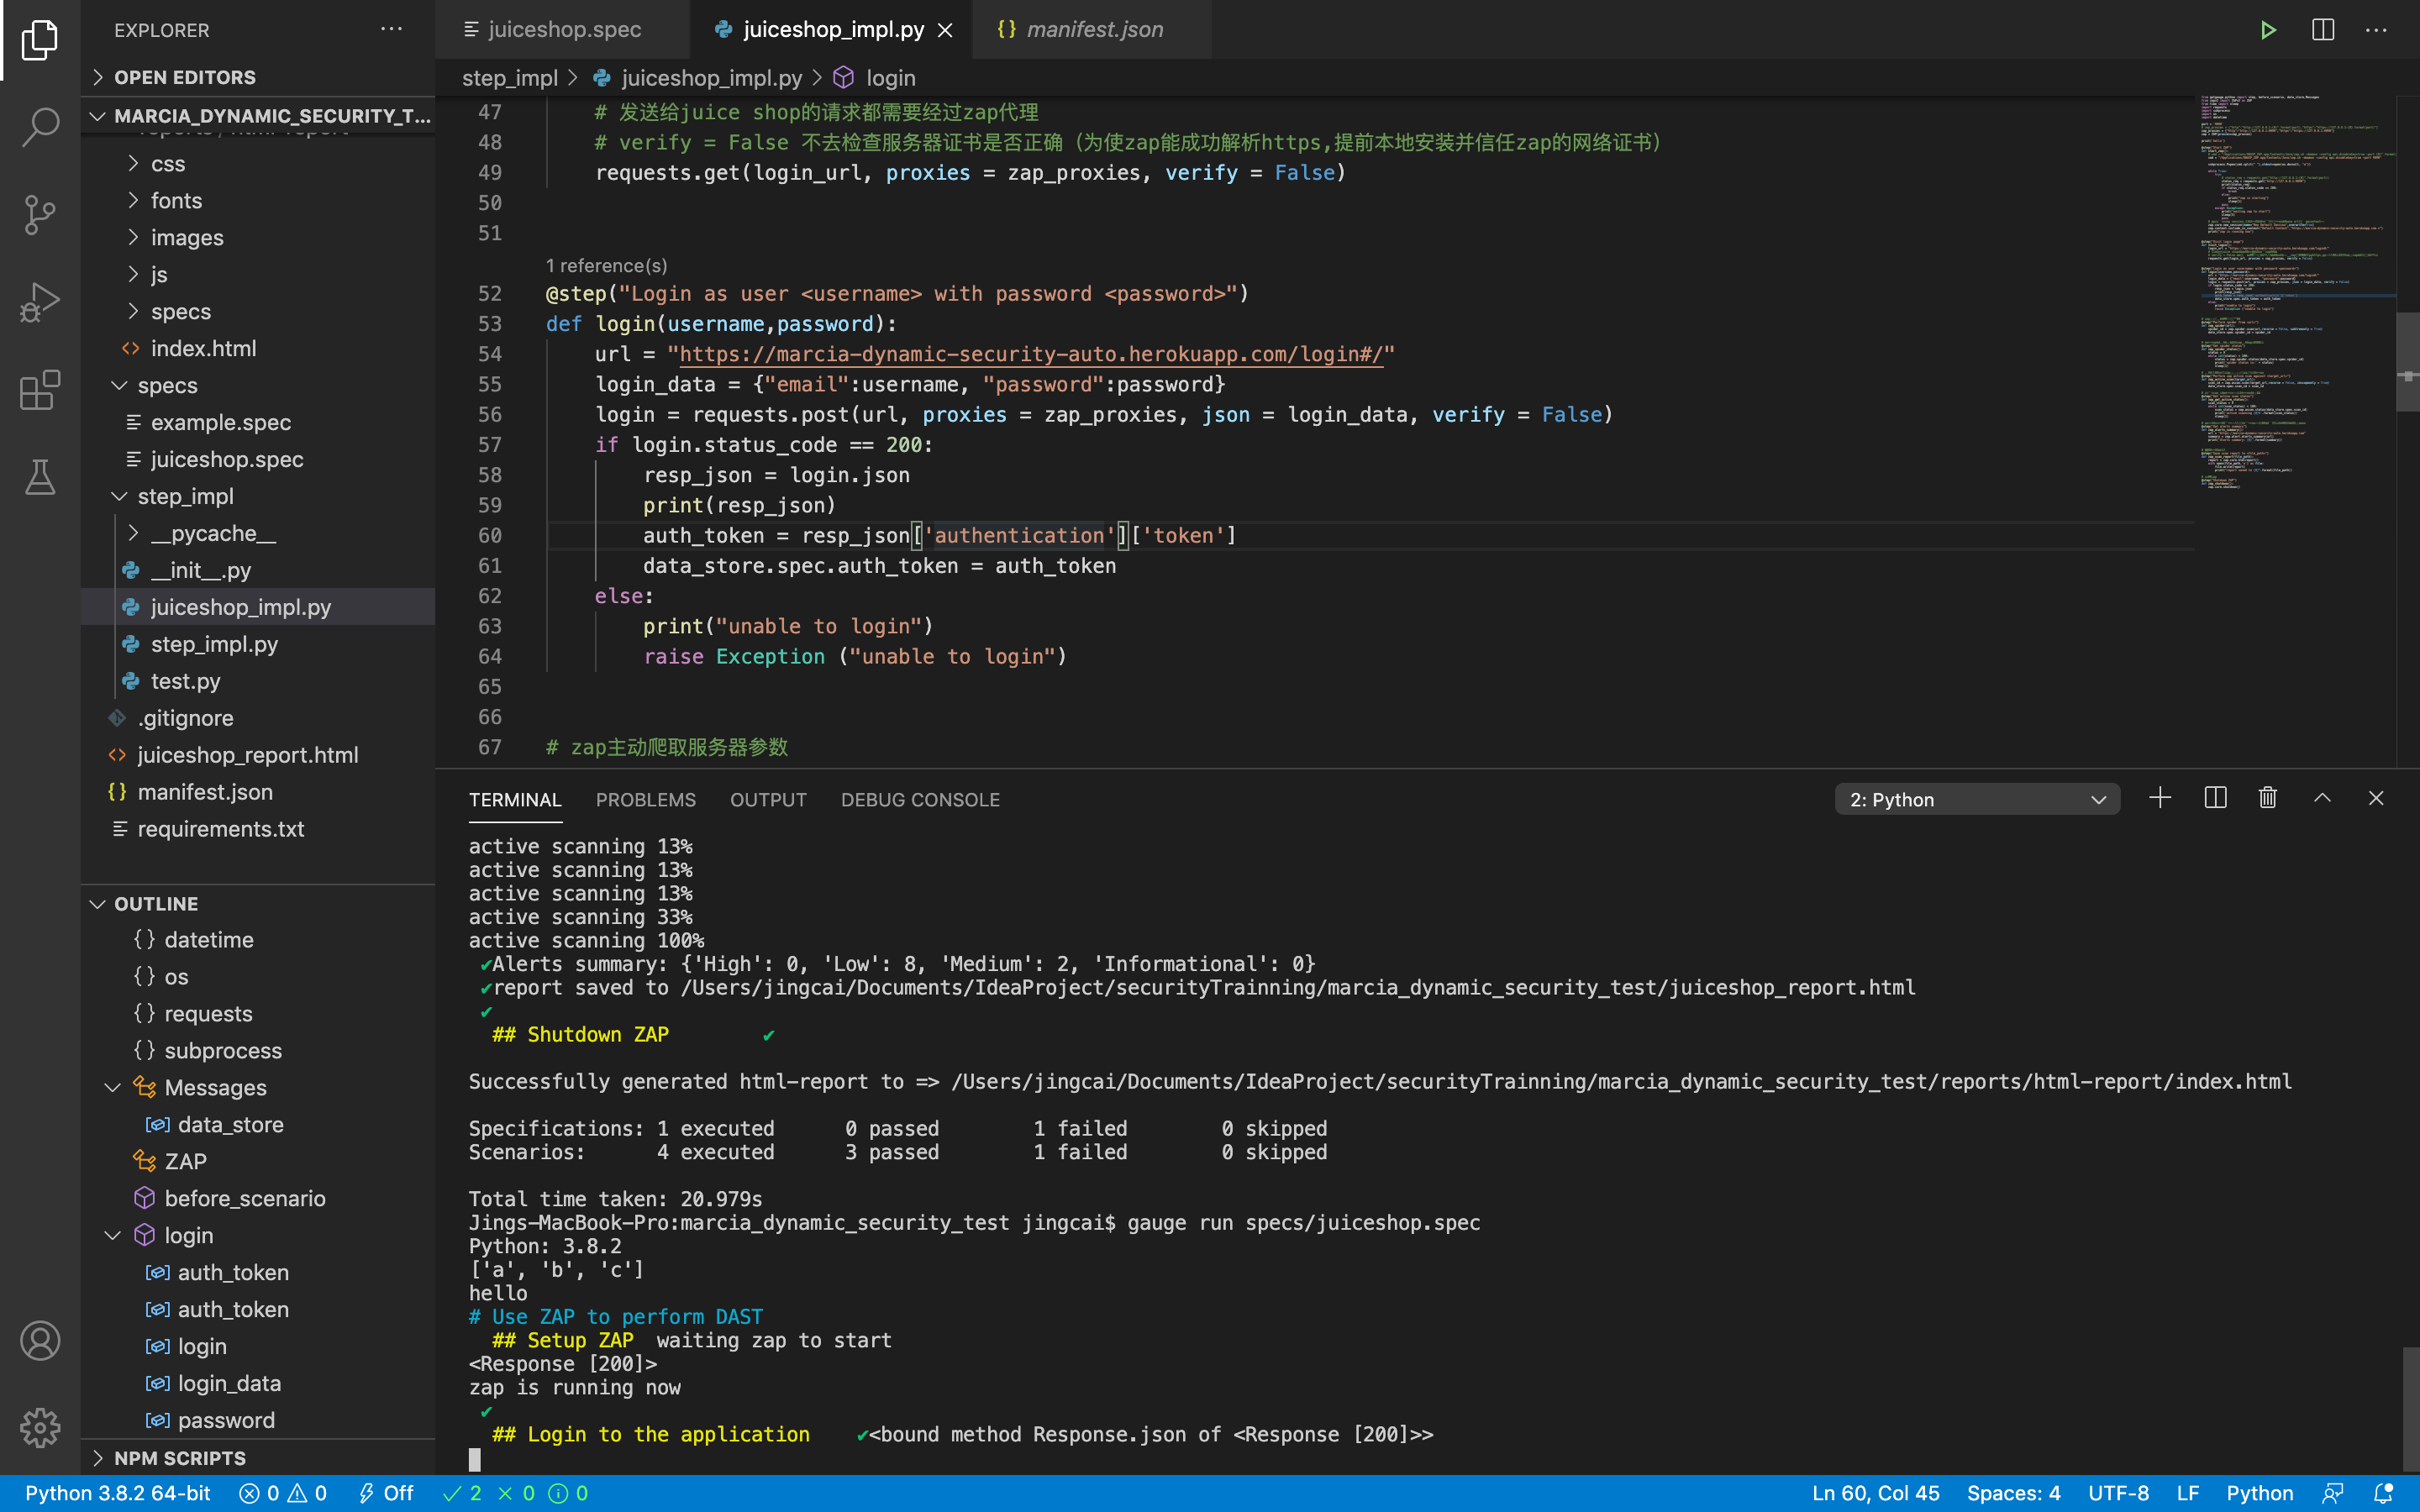 EXPLORER
OPEN EDITORS
MARCIA_DYNAMIC_SECURITY_T...
css
fonts
images
js
specs
index.html
specs
example.spec
juiceshop.spec
step_impl
__pycache__
__init__.py
juiceshop_impl.py
step_impl.py
test.py
.gitignore
juiceshop_report.html
manifest.json
requirements.txt
OUTLINE
datetime
os
requests
subprocess
Messages
data_store
ZAP
before_scenario
login
auth_token
auth_token
login
login_data
password
NPM SCRIPTS
juiceshop.spec
juiceshop_impl.py
manifest.json
step_impl > juiceshop_impl.py > login
47 # 发送给juice shop的请求都需要经过zap代理
48 # verify = False 不去检查服务器证书是否正确（为使zap能成功解析https,提前本地安装并信任zap的网络证书）
49 requests.get(login_url, proxies = zap_proxies, verify = False)
50
51
1 reference(s)
52 @step("Login as user <username> with password <password>")
53 def login(username,password):
54 url = "https://marcia-dynamic-security-auto.herokuapp.com/login#/"
55 login_data = {"email":username, "password":password}
56 login = requests.post(url, proxies = zap_proxies, json = login_data, verify = False)
57 if login.status_code == 200:
58 resp_json = login.json
59 print(resp_json)
60 auth_token = resp_json['authentication']['token']
61 data_store.spec.auth_token = auth_token
62 else:
63 print("unable to login")
64 raise Exception ("unable to login")
65
66
67 # zap主动爬取服务器参数
TERMINAL PROBLEMS OUTPUT DEBUG CONSOLE
2: Python
active scanning 13%
active scanning 13%
active scanning 13%
active scanning 33%
active scanning 100%
✔Alerts summary: {'High': 0, 'Low': 8, 'Medium': 2, 'Informational': 0}
✔report saved to /Users/jingcai/Documents/IdeaProject/securityTrainning/marcia_dynamic_security_test/juiceshop_report.html
✔
## Shutdown ZAP ✔
Successfully generated html-report to => /Users/jingcai/Documents/IdeaProject/securityTrainning/marcia_dynamic_security_test/reports/html-report/index.html
Specifications: 1 executed 0 passed 1 failed 0 skipped
Scenarios: 4 executed 3 passed 1 failed 0 skipped
Total time taken: 20.979s
Jings-MacBook-Pro:marcia_dynamic_security_test jingcai$ gauge run specs/juiceshop.spec
Python: 3.8.2
['a', 'b', 'c']
hello
# Use ZAP to perform DAST
## Setup ZAP waiting zap to start
<Response [200]>
zap is running now
✔
## Login to the application ✔<bound method Response.json of <Response [200]>>
Python 3.8.2 64-bit 0 0 Off 2 0 0 Ln 60, Col 45 Spaces: 4 UTF-8 LF Python